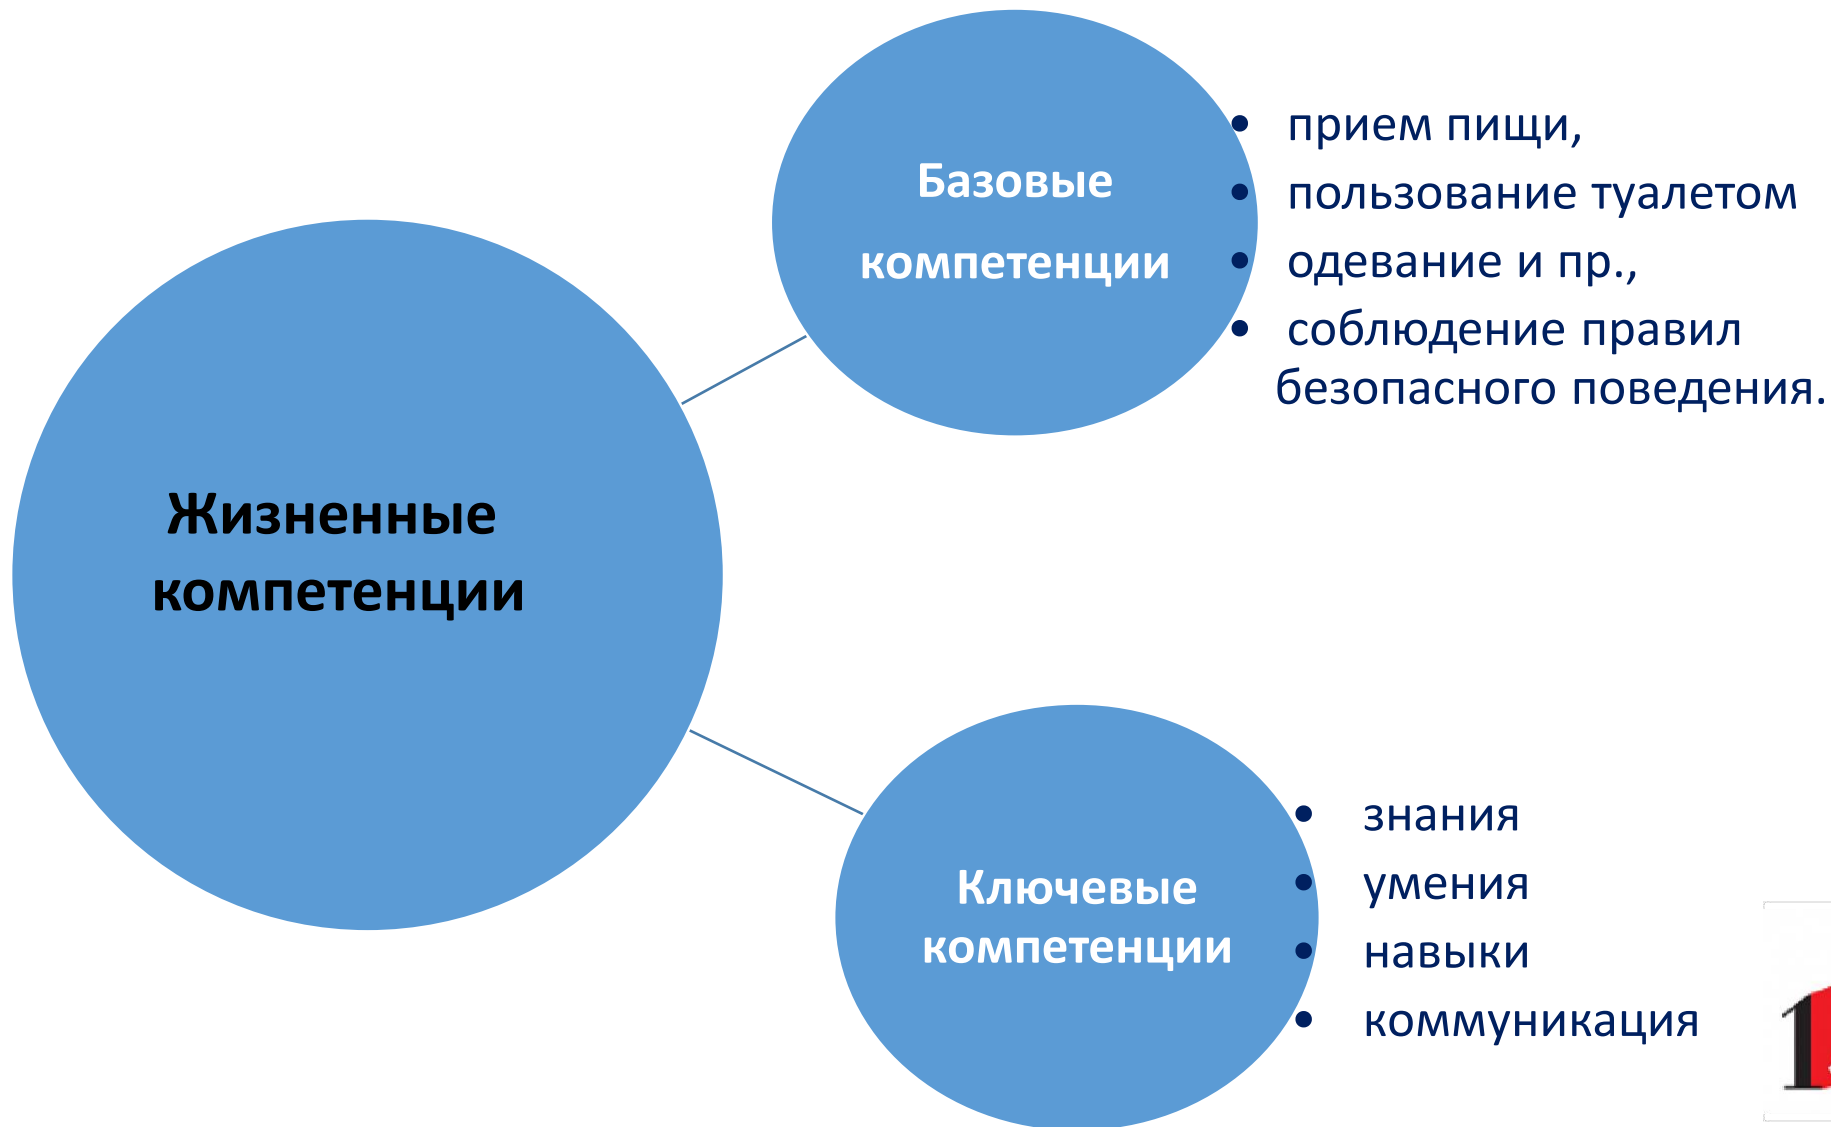 Жизненные
компетенции
Базовые
компетенции
• прием пищи,
• пользование туалетом
• одевание и пр.,
• соблюдение правил
безопасного поведения.
Ключевые
компетенции
• знания
• умения
• навыки
• коммуникация